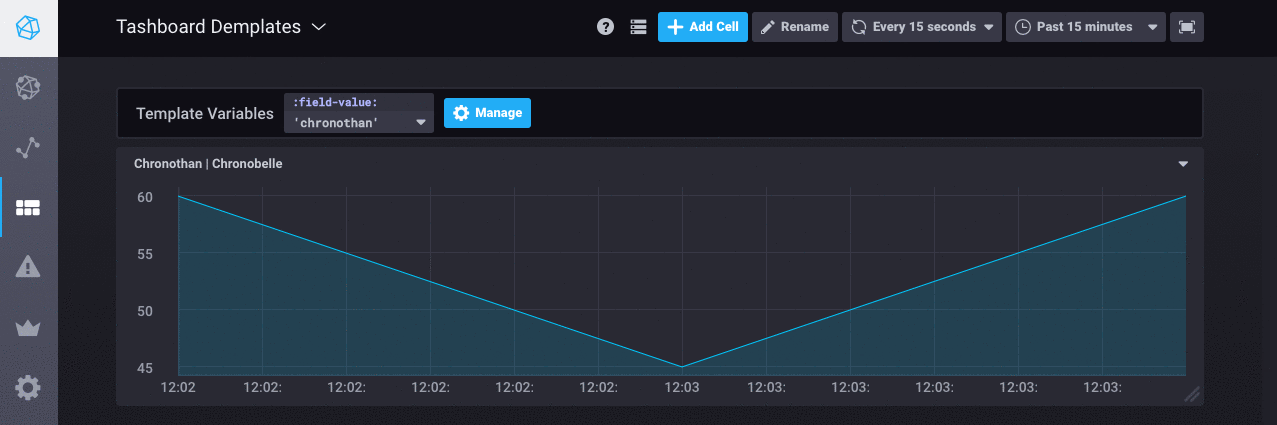 Tashboard Demplates
? Add Cell Rename Every 15 seconds Past 15 minutes
Template Variables :field-value: 'chronothan' Manage
Chronothan | Chronobelle
60
55
50
45
12:02 12:02: 12:02: 12:02: 12:02: 12:02: 12:03 12:03: 12:03: 12:03: 12:03: 12:03: